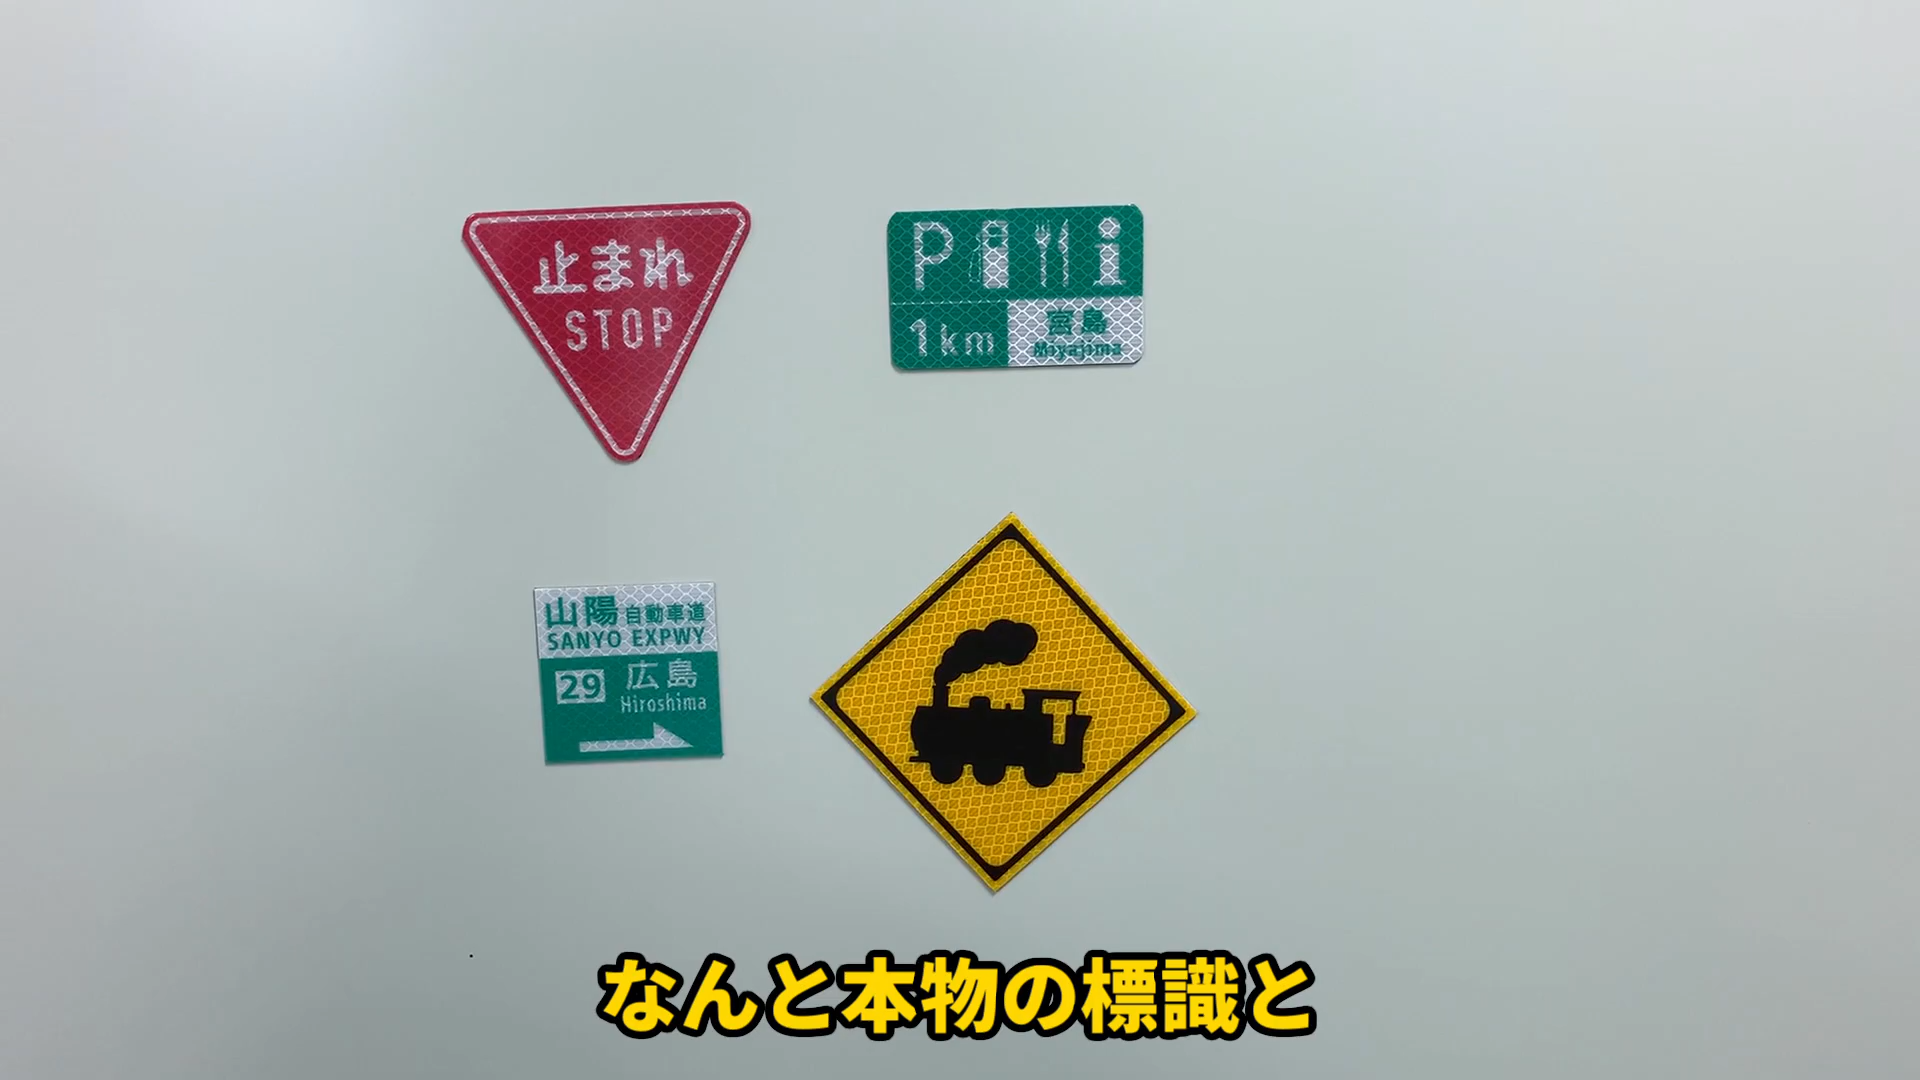 止まれ
STOP
P i
1km
宮島
Miyajima
山陽 自動車道
SANYO EXPWY
29 広島
Hiroshima
なんと本物の標識と